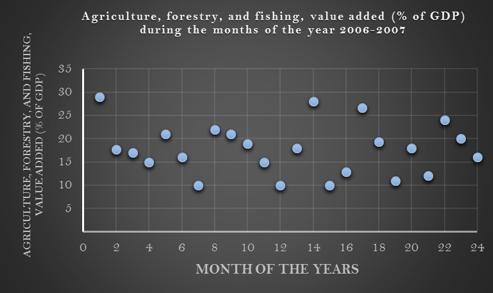 Agriculture, forestry, and fishing, value added (% of GDP)
during the months of the year 2006-2007
AGRICULTURE, FORESTRY, AND FISHING,
VALUE ADDED (% OF GDP)
35
30
25
20
15
10
5
0 2 4 6 8 10 12 14 16 18 20 22 24
MONTH OF THE YEARS